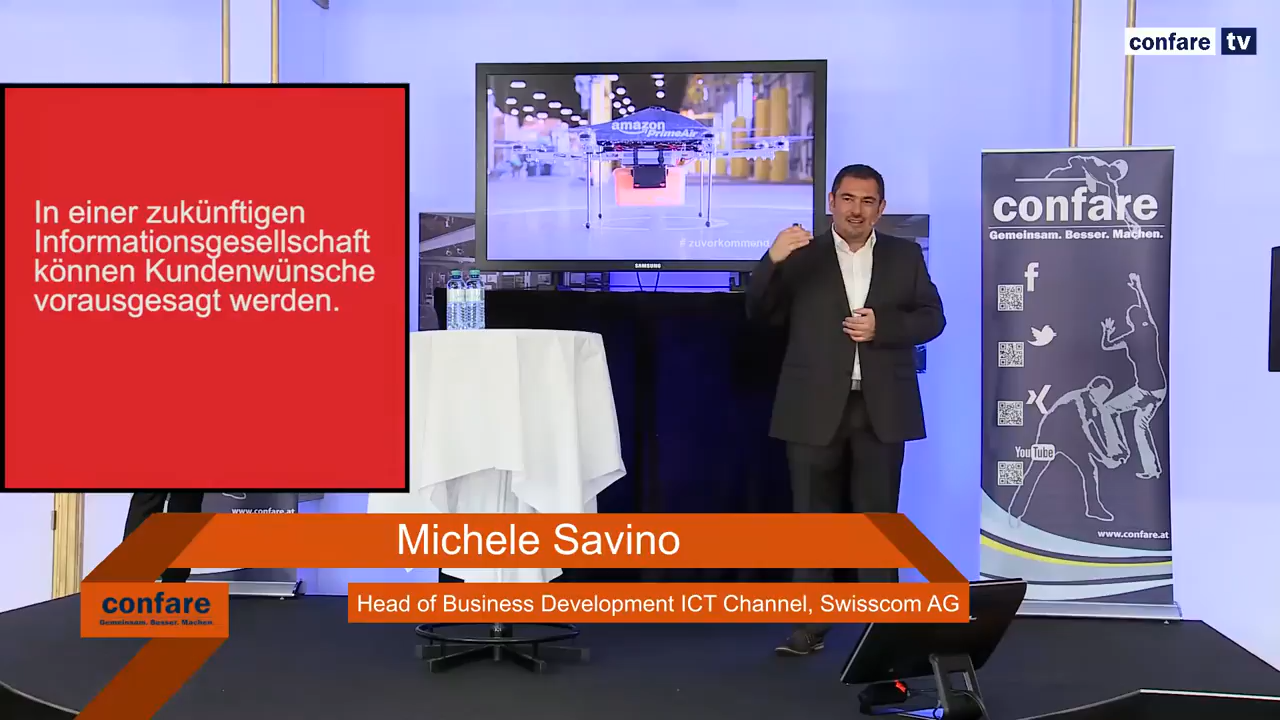 confare tv
amazon
PrimeAir
# zuvorkommend
SAMSUNG
In einer zukünftigen
Informationsgesellschaft
können Kundenwünsche
vorausgesagt werden.
confare
Gemeinsam. Besser. Machen.
You Tube
www.confare.at
www.confare.at
Michele Savino
Head of Business Development ICT Channel, Swisscom AG
confare
Gemeinsam. Besser. Machen.